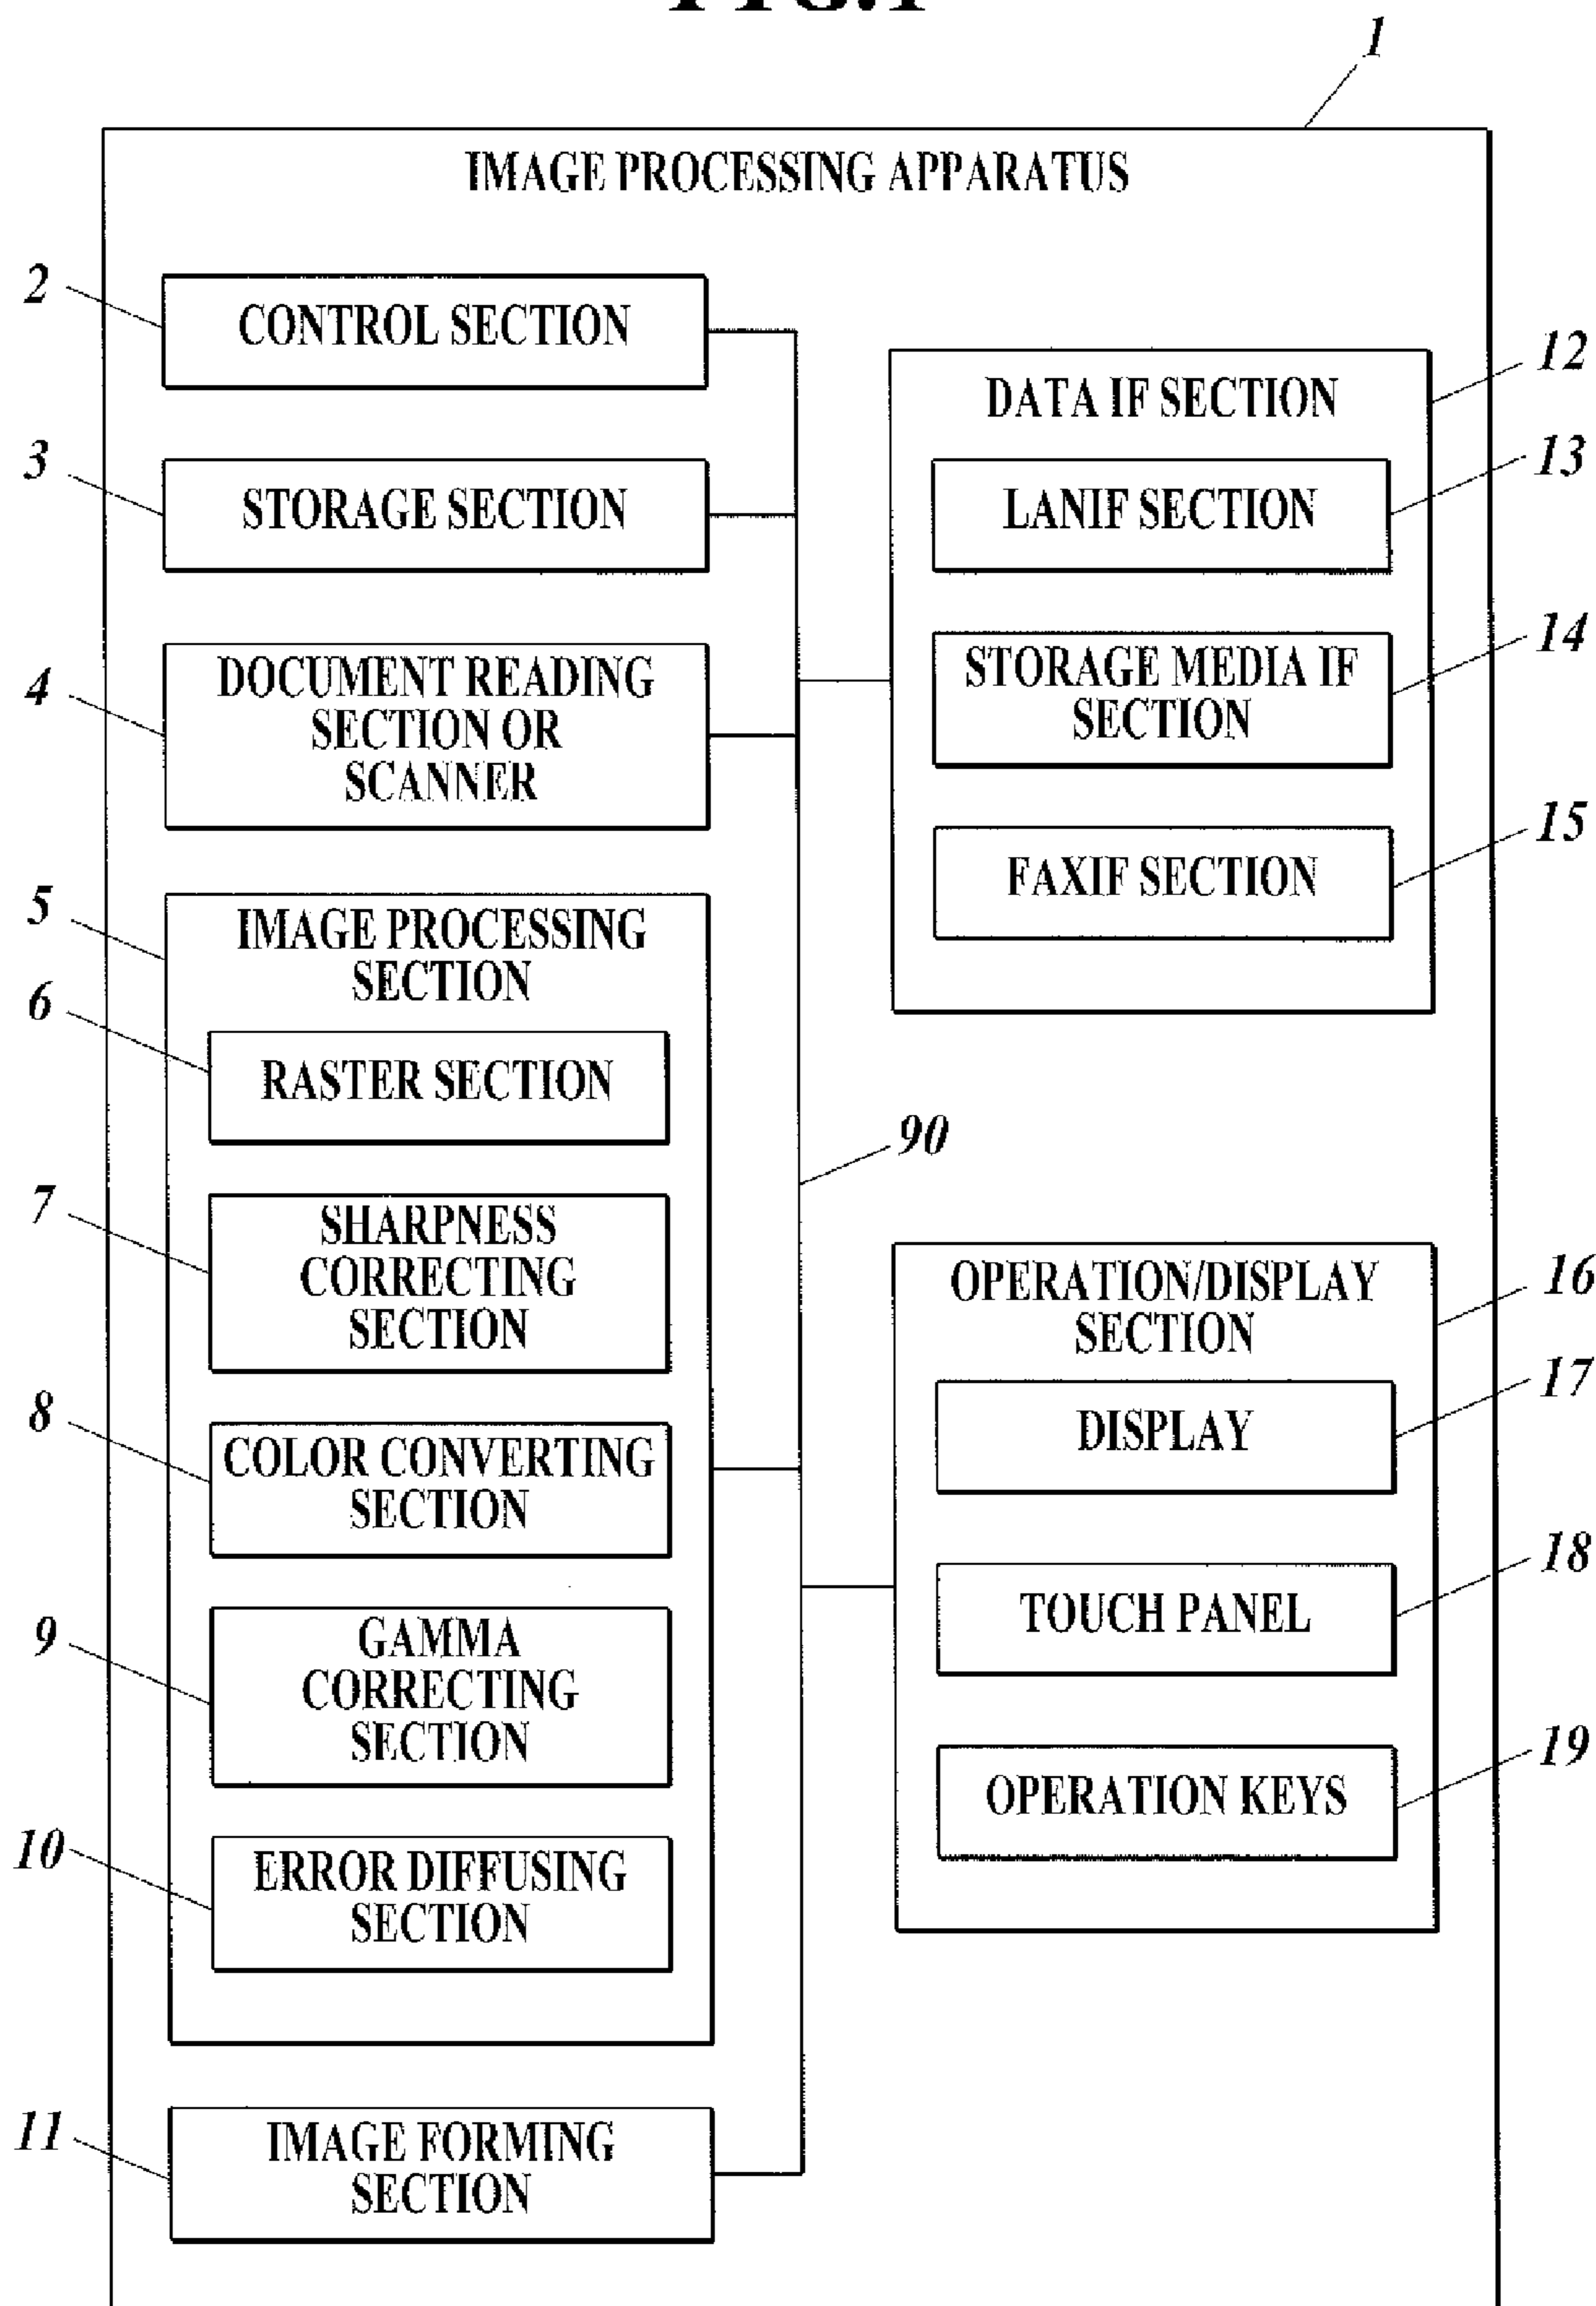 1
IMAGE PROCESSING APPARATUS
2
CONTROL SECTION
3
STORAGE SECTION
4
DOCUMENT READING
SECTION OR
SCANNER
5
IMAGE PROCESSING
SECTION
6
RASTER SECTION
7
SHARPNESS
CORRECTING
SECTION
8
COLOR CONVERTING
SECTION
9
GAMMA
CORRECTING
SECTION
10
ERROR DIFFUSING
SECTION
11
IMAGE FORMING
SECTION
12
DATA IF SECTION
13
LANIF SECTION
14
STORAGE MEDIA IF
SECTION
15
FAXIF SECTION
90
16
OPERATION/DISPLAY
SECTION
17
DISPLAY
18
TOUCH PANEL
19
OPERATION KEYS